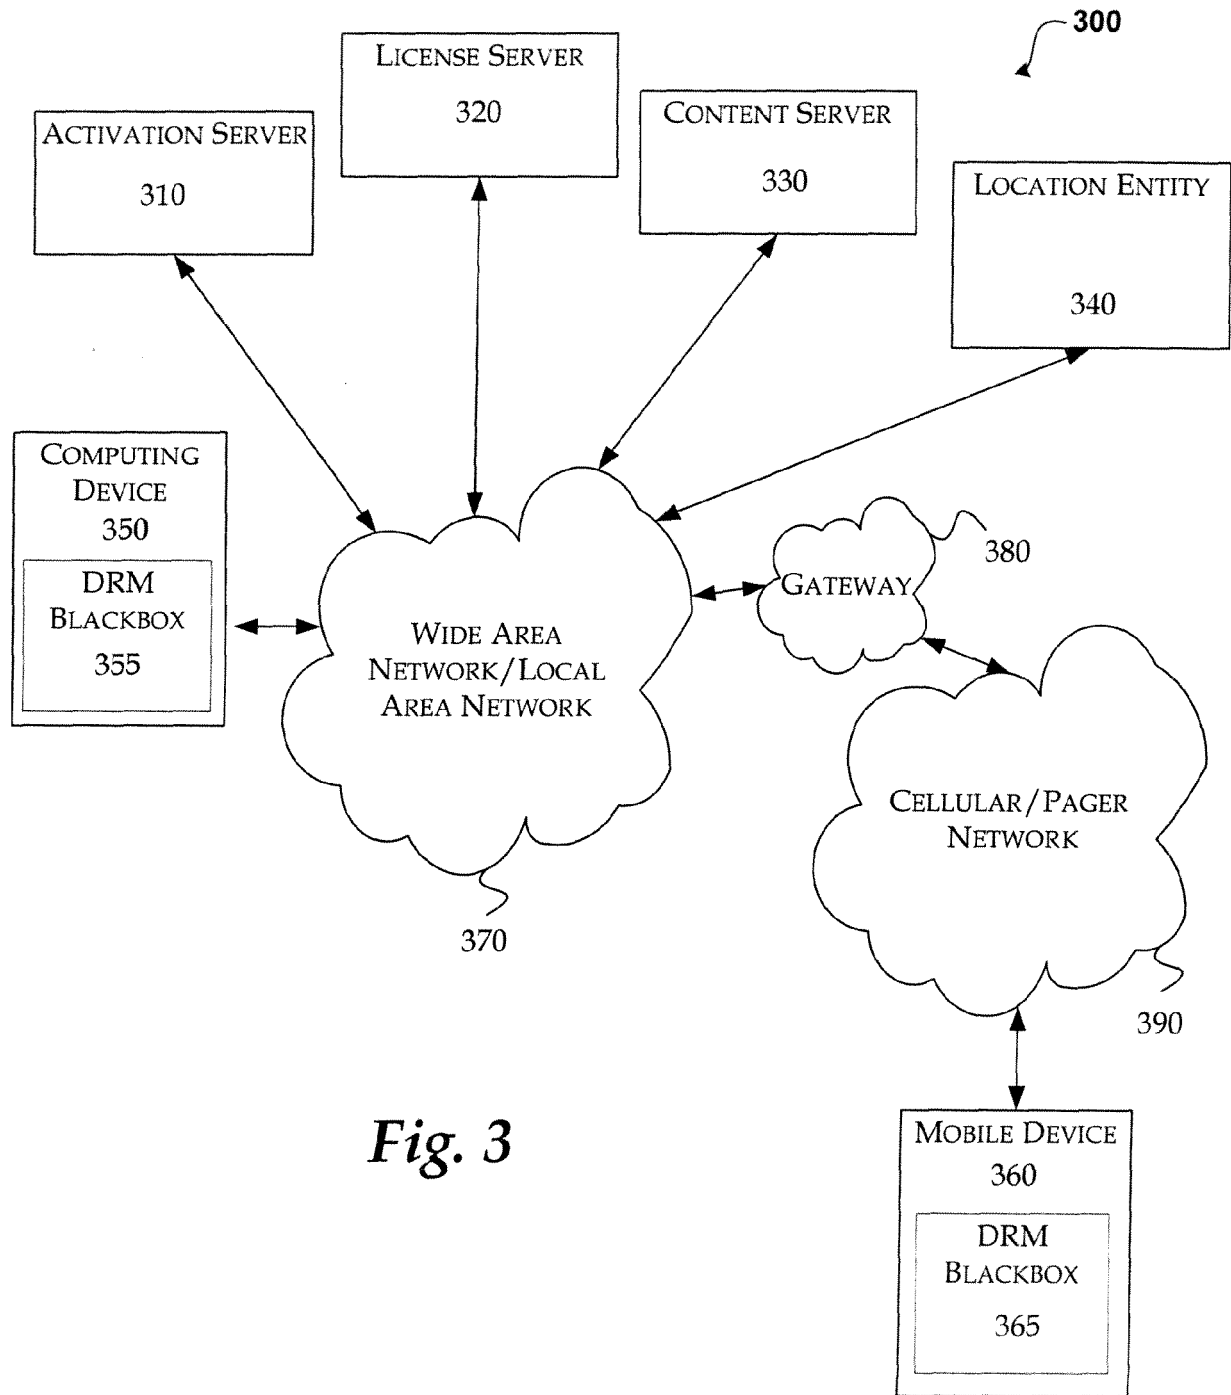 300
LICENSE SERVER
320
ACTIVATION SERVER
310
CONTENT SERVER
330
LOCATION ENTITY
340
COMPUTING
DEVICE
350
DRM
BLACKBOX
355
WIDE AREA
NETWORK/LOCAL
AREA NETWORK
370
GATEWAY
380
CELLULAR/PAGER
NETWORK
390
Fig. 3
MOBILE DEVICE
360
DRM
BLACKBOX
365